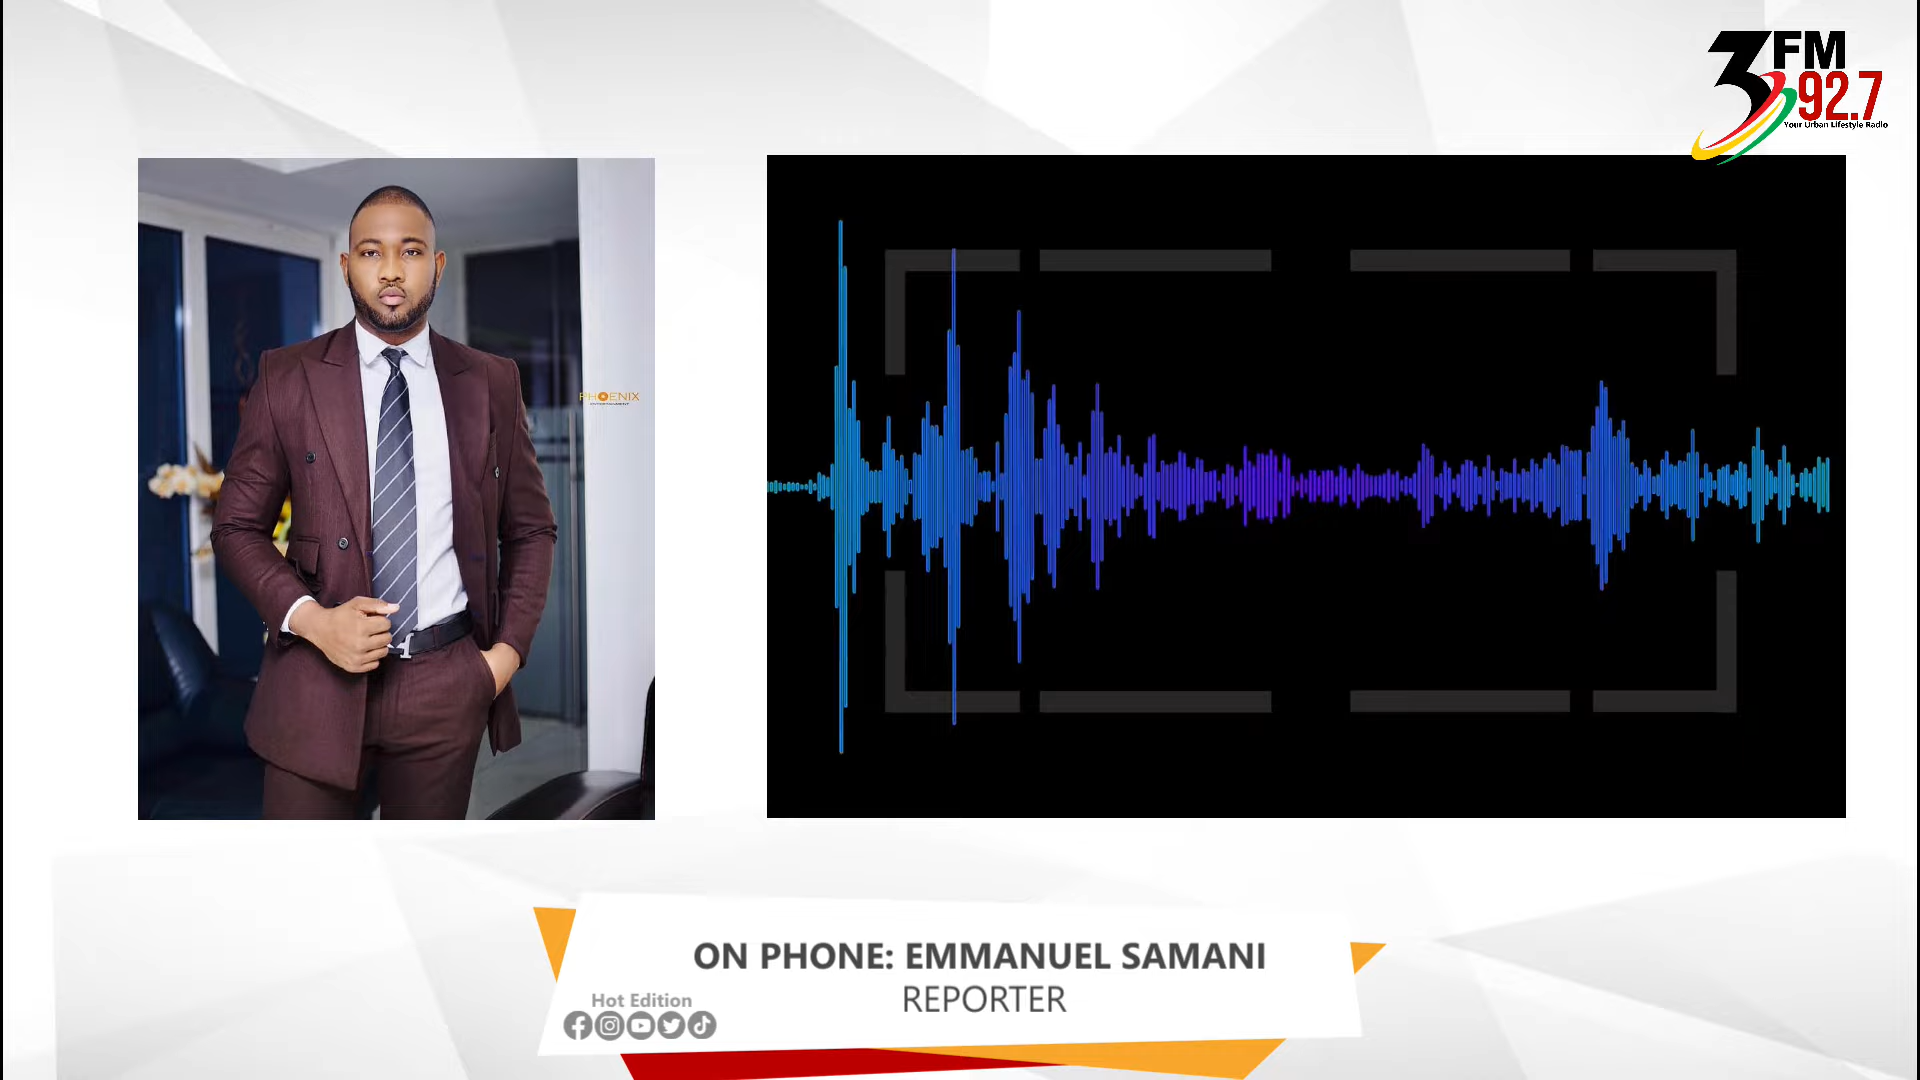 3FM
92.7
Your Urban Lifestyle Radio
PHOENIX
ON PHONE: EMMANUEL SAMANI
REPORTER
Hot Edition